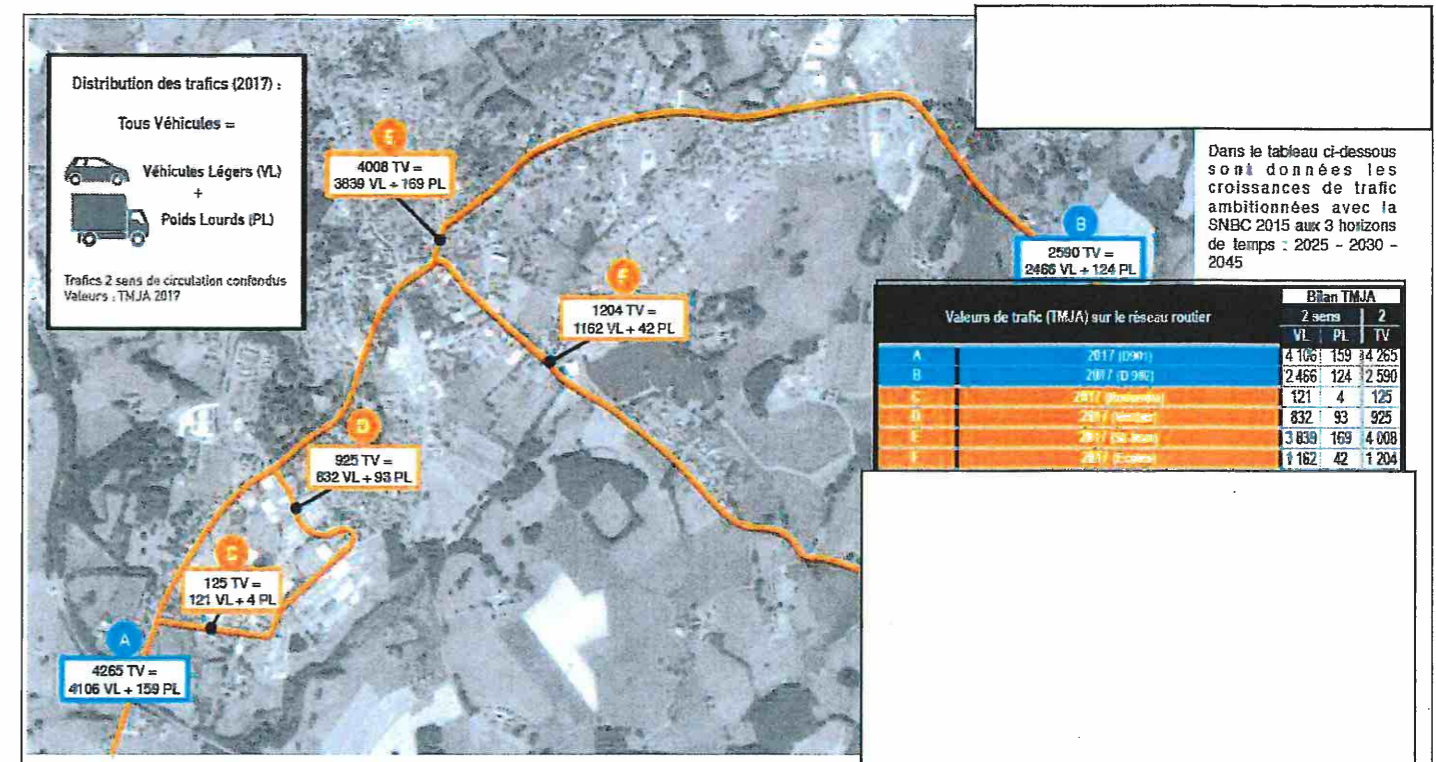 Distribution des trafics (2017) :
Tous Véhicules =
Véhicules Légers (VL)
+
Poids Lourds (PL)
Trafics 2 sens de circulation confondus
Valeurs : TMJA 2017
E
4008 TV =
3839 VL + 169 PL
F
1204 TV =
1162 VL + 42 PL
B
2590 TV =
2466 VL + 124 PL
D
925 TV =
832 VL + 93 PL
C
125 TV =
121 VL + 4 PL
A
4265 TV =
4106 VL + 159 PL
Dans le tableau ci-dessous
sont données les
croissances de trafic
ambitionnées avec la
SNBC 2015 aux 3 horizons
de temps : 2025 - 2030 -
2045
Valeurs de trafic (TMJA) sur le réseau routier
Bilan TMJA
2 sens 2
VL PL TV
A 2017 (D901) 4 106 159 4 265
B 2017 (D 982) 2 466 124 2 590
C 2017 121 4 125
D 2017 832 93 925
E 2017 (St Jean) 3 839 169 4 008
F 2017 (Ecoles) 1 162 42 1 204